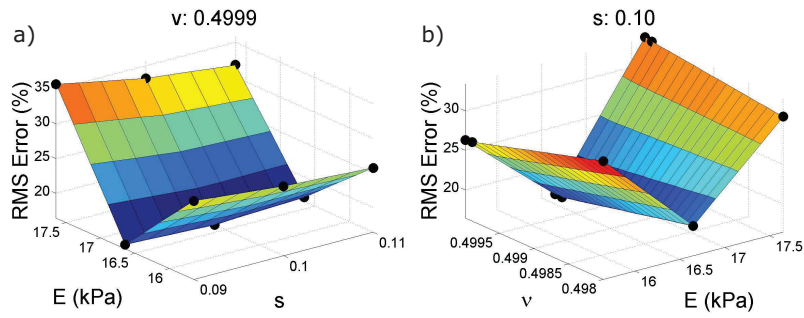 a)
v: 0.4999
RMS Error (%)
35
30
25
20
17.5
17
16.5
16
E (kPa)
0.09
0.1
0.11
s
b)
s: 0.10
RMS Error (%)
30
25
20
0.4995
0.499
0.4985
0.498
ν
16
16.5
17
17.5
E (kPa)